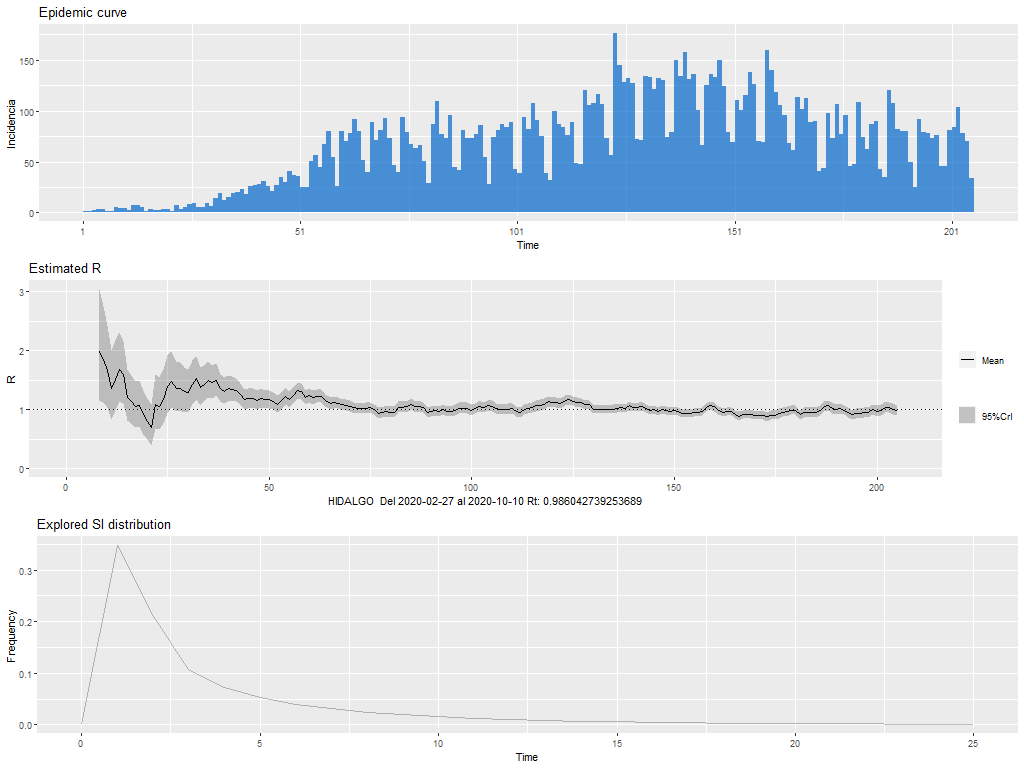 Epidemic curve
150
100
50
0
Incidencia
1
51
101
151
201
Time
Estimated R
3
2
1
0
R
0
50
100
150
200
HIDALGO Del 2020-02-27 al 2020-10-10 Rt: 0.986042739253689
Mean
95%CrI
Explored SI distribution
0.3
0.2
0.1
0.0
Frequency
0
5
10
15
20
25
Time